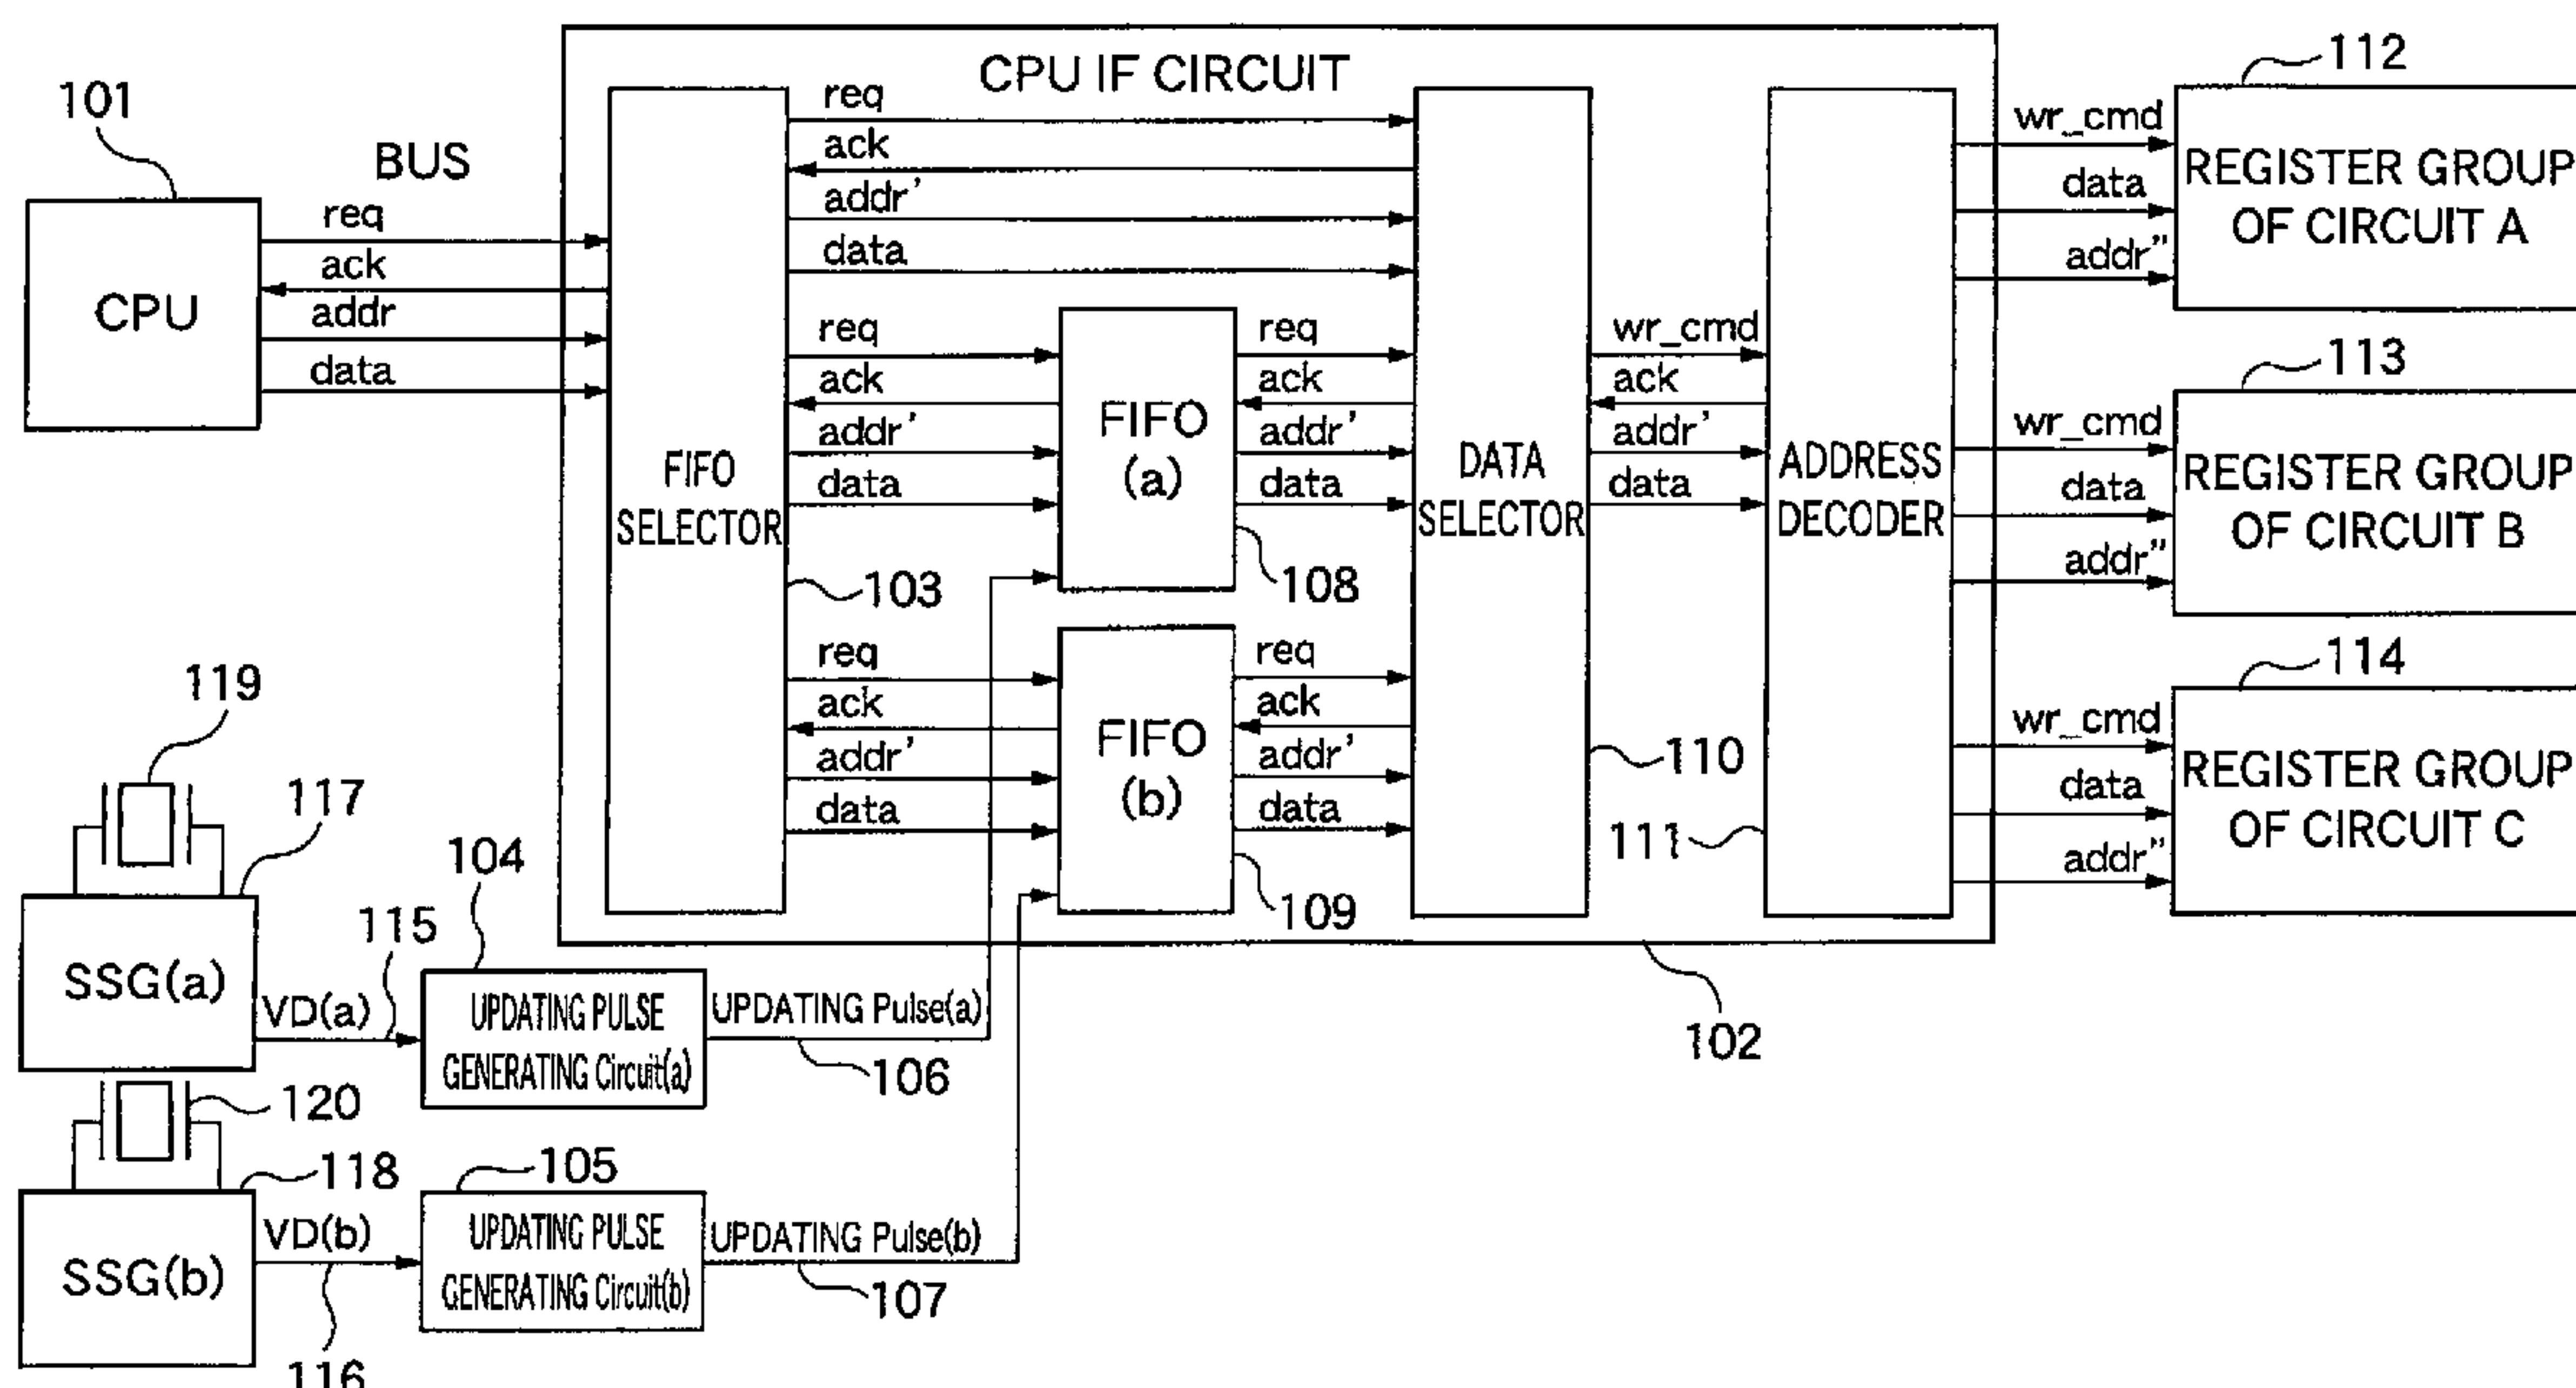 CPU IF CIRCUIT
101
BUS
CPU
req
ack
addr
data
FIFO
SELECTOR
103
req
ack
addr'
data
req
ack
addr'
data
FIFO
(a)
108
req
ack
addr'
data
req
ack
addr'
data
FIFO
(b)
109
req
ack
addr'
data
DATA
SELECTOR
110
wr_cmd
ack
addr'
data
ADDRESS
DECODER
111
102
wr_cmd
data
addr"
112
REGISTER GROUP
OF CIRCUIT A
wr_cmd
data
addr"
113
REGISTER GROUP
OF CIRCUIT B
wr_cmd
data
addr"
114
REGISTER GROUP
OF CIRCUIT C
119
117
SSG(a)
VD(a)
115
104
UPDATING PULSE
GENERATING Circuit(a)
UPDATING Pulse(a)
106
120
118
SSG(b)
VD(b)
116
105
UPDATING PULSE
GENERATING Circuit(b)
UPDATING Pulse(b)
107